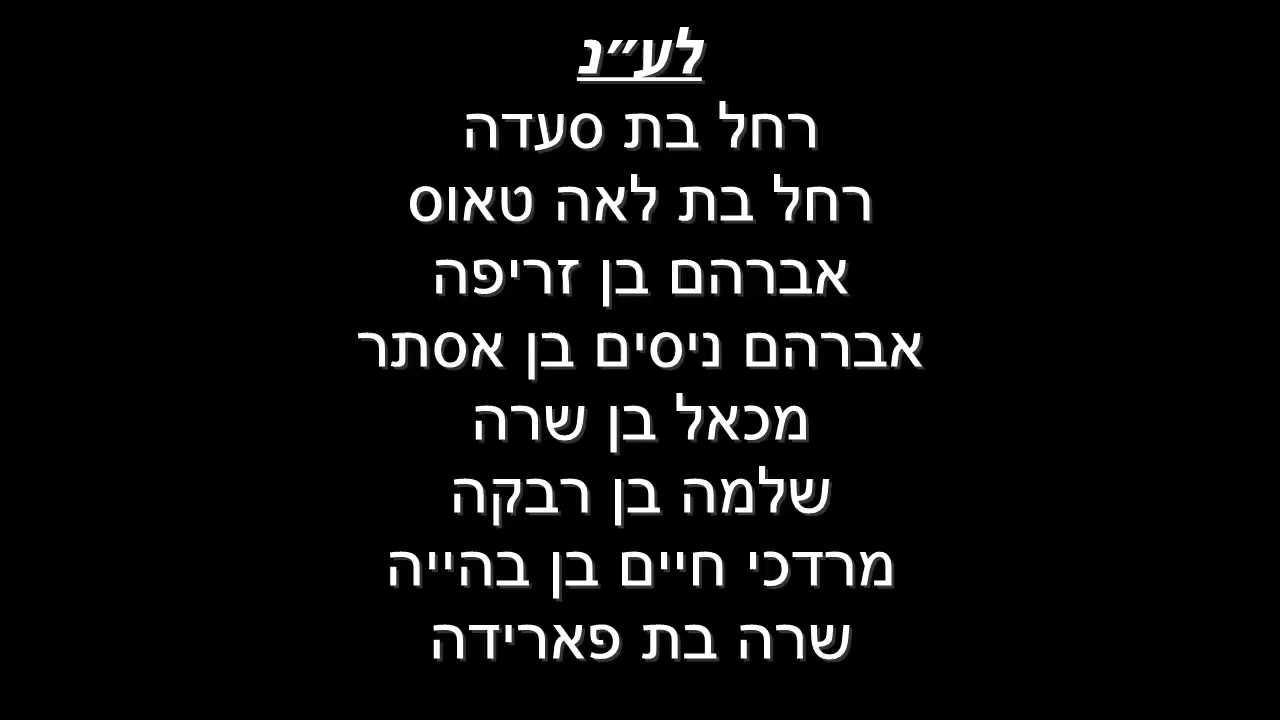 לע״נ
רחל בת סעדה
רחל בת לאה טאוס
אברהם בן זריפה
אברהם ניסים בן אסתר
מכאל בן שרה
שלמה בן רבקה
מרדכי חיים בן בהייה
שרה בת פארידה